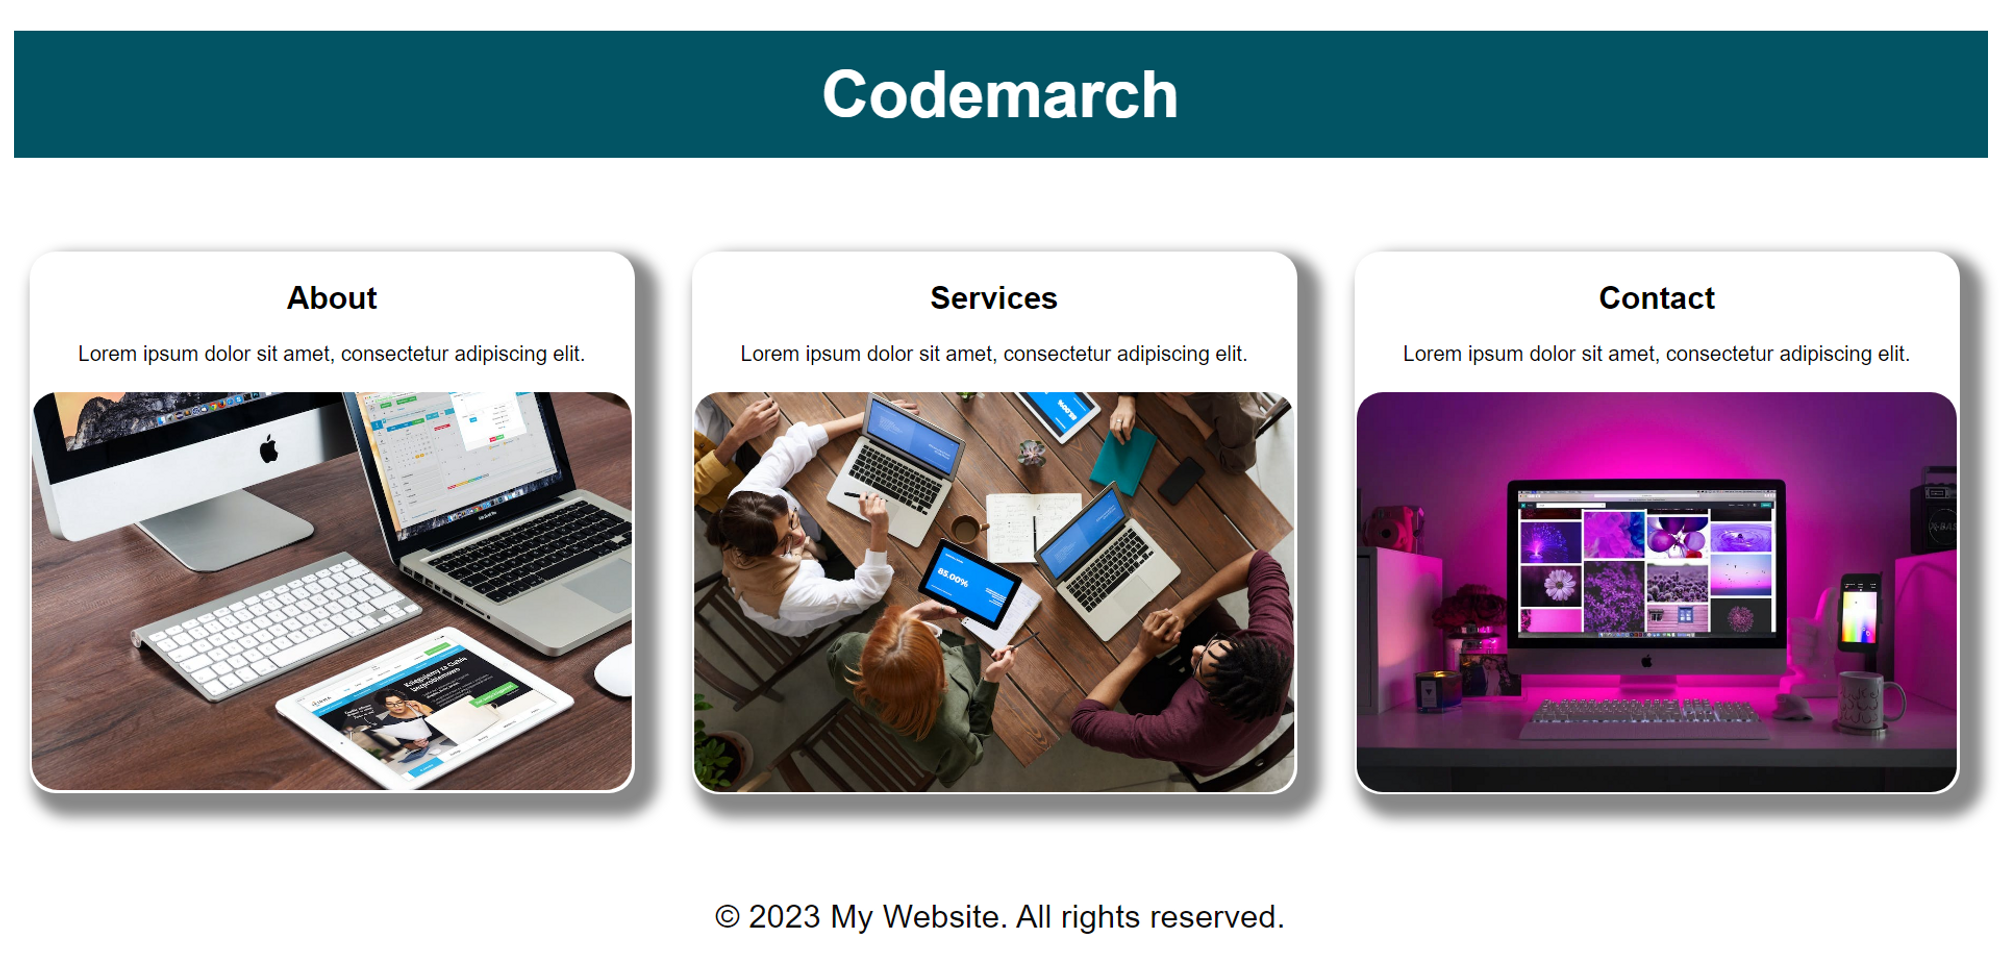 Codemarch
About
Services
Contact
Lorem ipsum dolor sit amet, consectetur adipiscing elit.
Lorem ipsum dolor sit amet, consectetur adipiscing elit.
Lorem ipsum dolor sit amet, consectetur adipiscing elit.
85.00%
© 2023 My Website. All rights reserved.